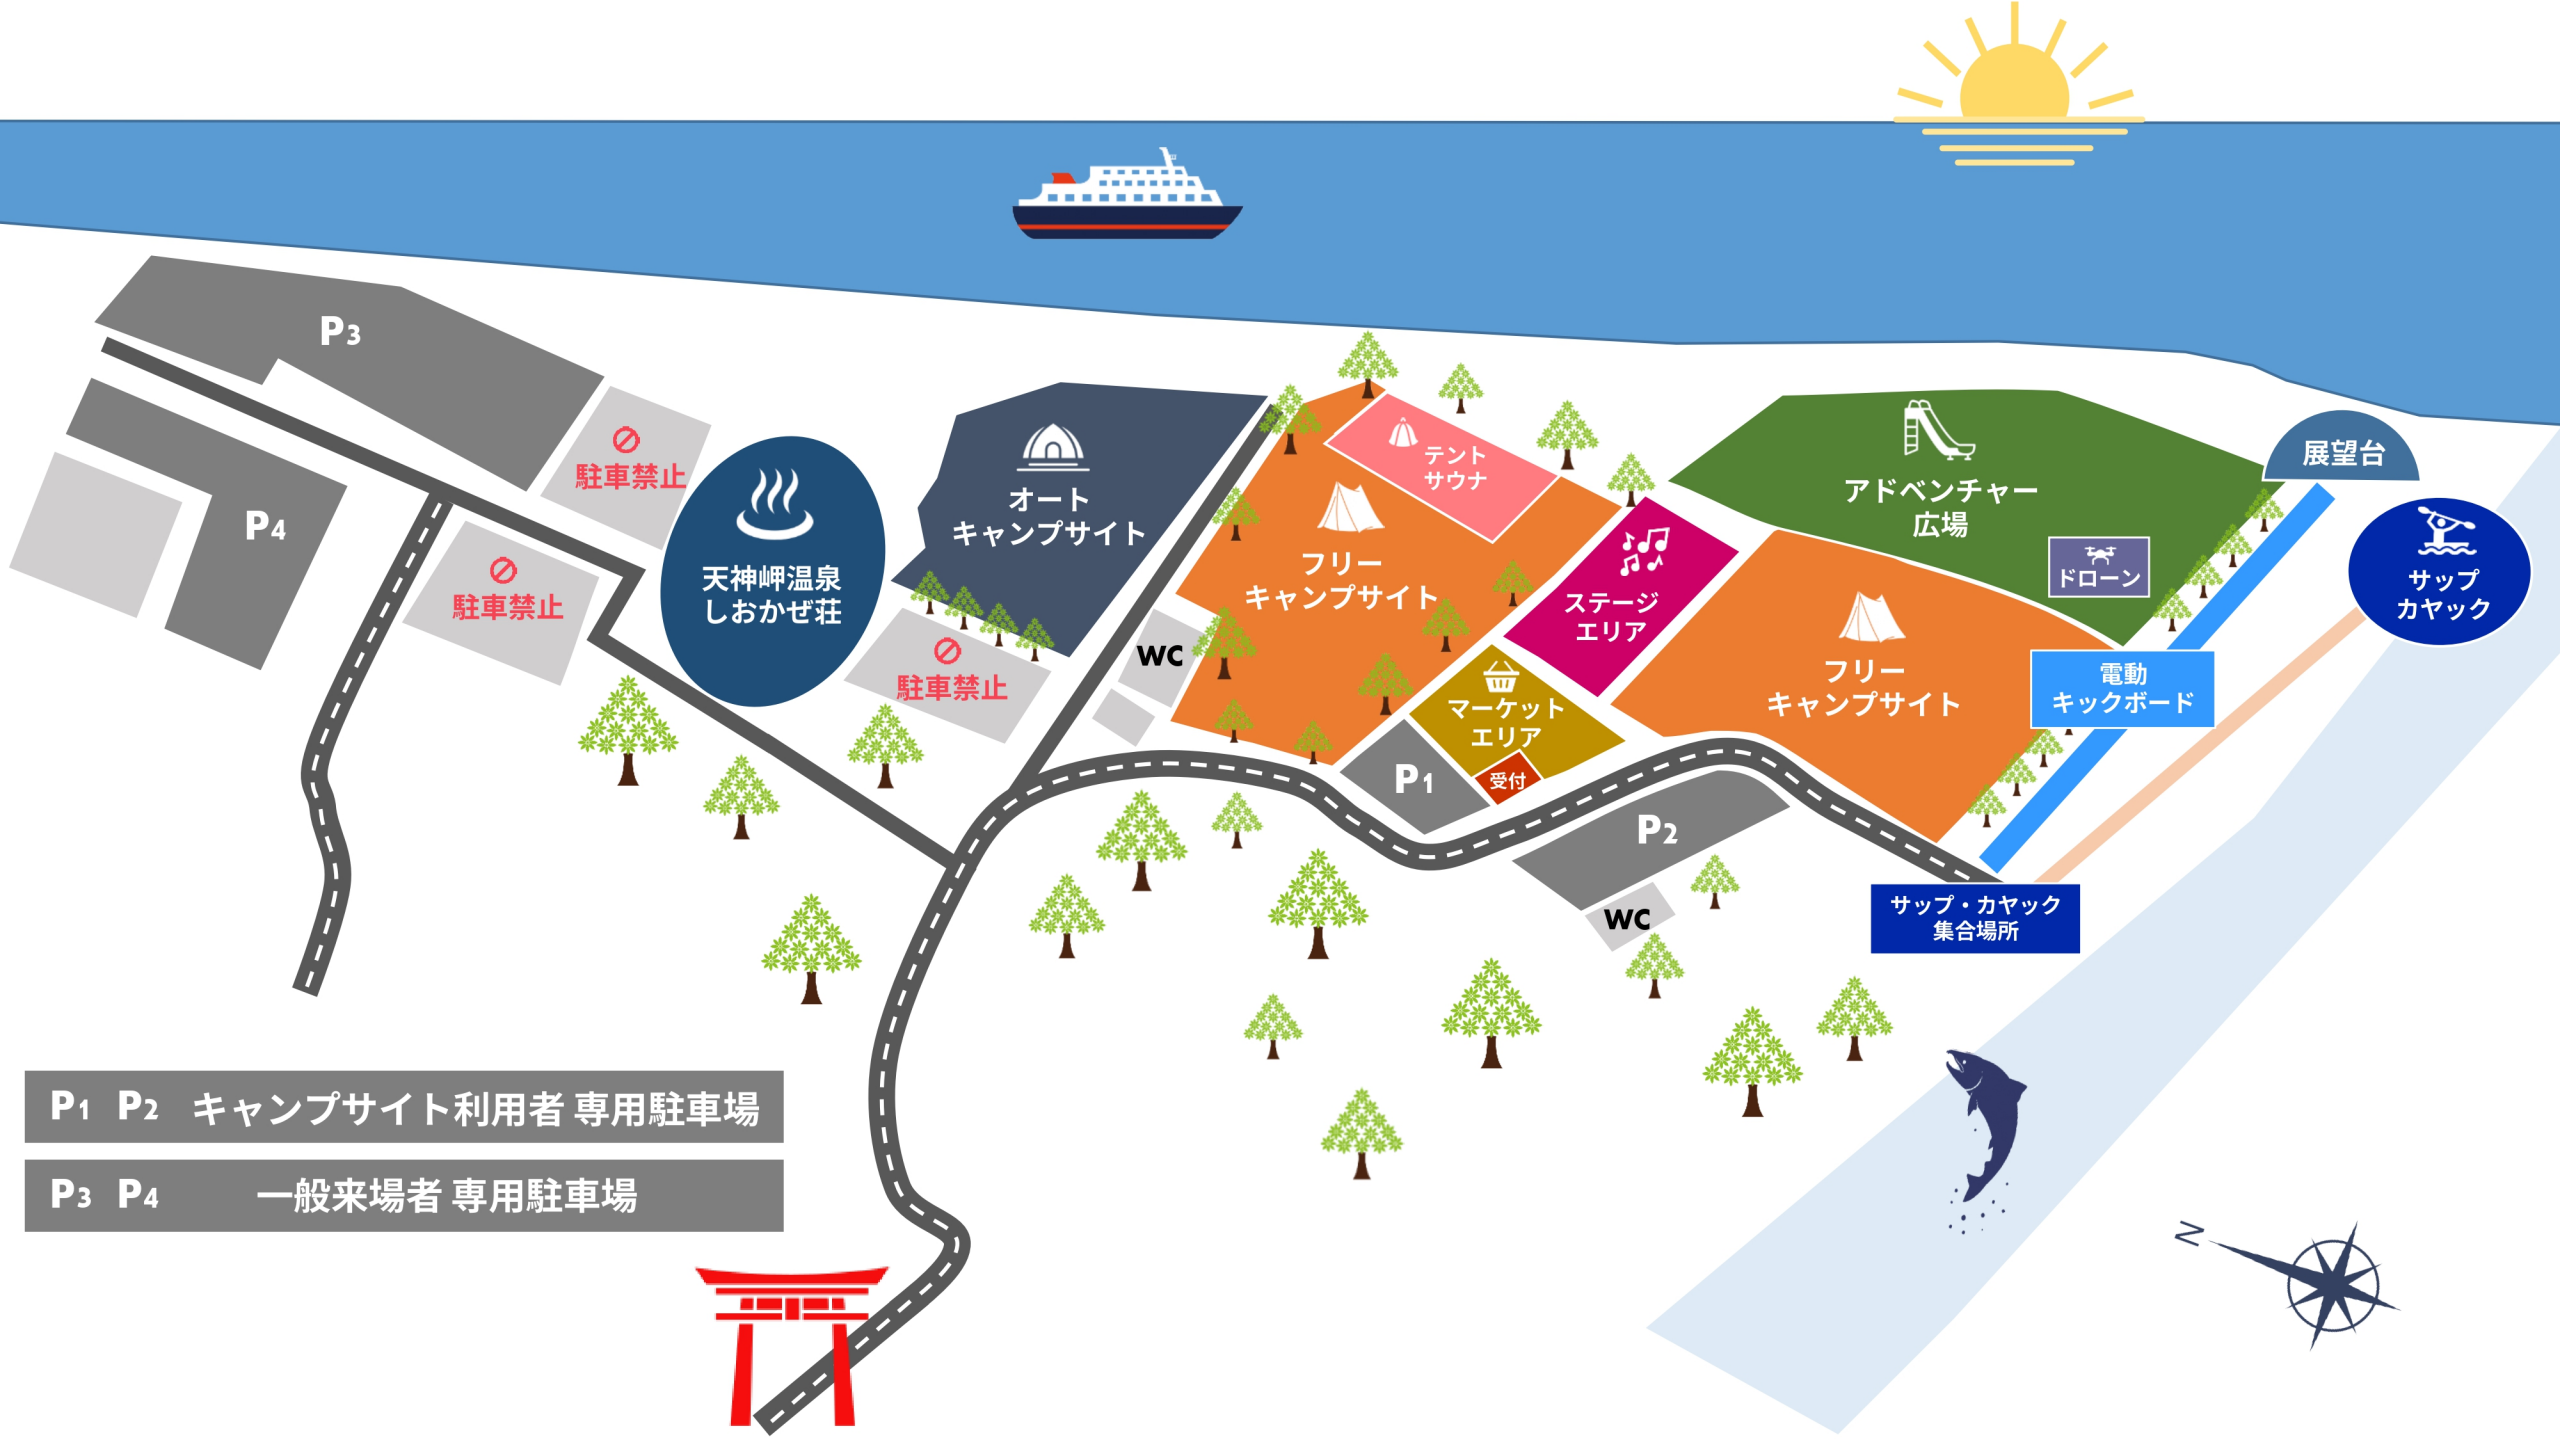 P3
P4
駐車禁止
駐車禁止
天神岬温泉
しおかぜ荘
オート
キャンプサイト
駐車禁止
WC
テント
サウナ
フリー
キャンプサイト
ステージ
エリア
マーケット
エリア
受付
P1
P2
WC
アドベンチャー
広場
ドローン
フリー
キャンプサイト
展望台
サップ
カヤック
電動
キックボード
サップ・カヤック
集合場所
P1 P2 キャンプサイト利用者 専用駐車場
P3 P4 一般来場者 専用駐車場
N